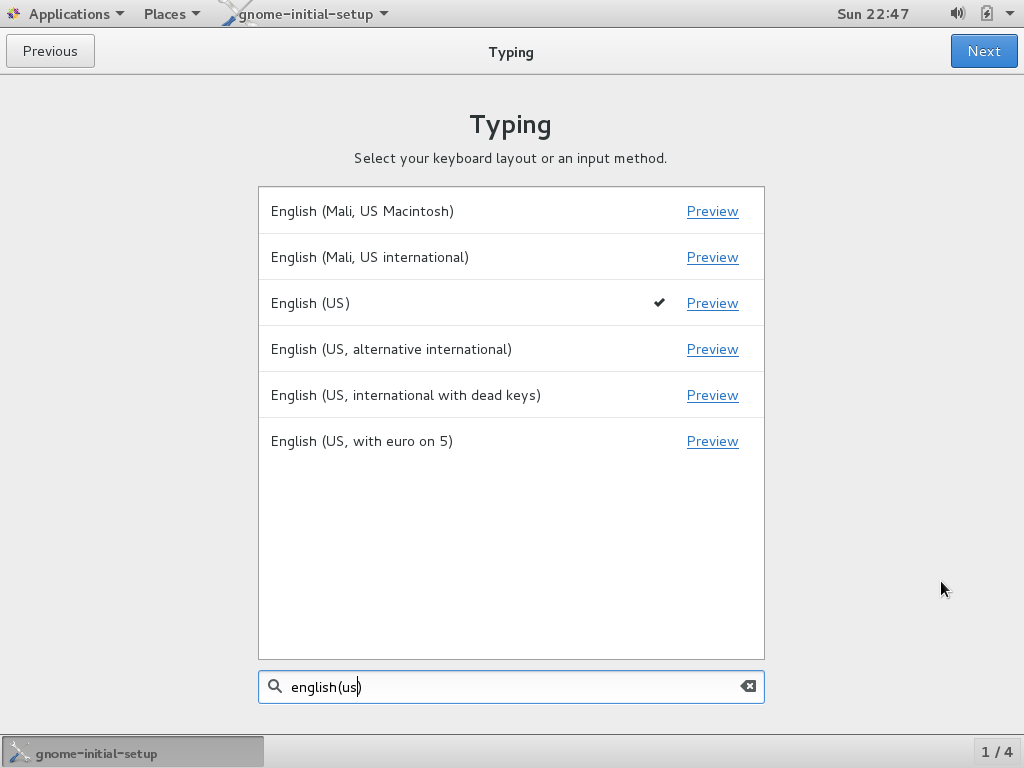 Applications Places gnome-initial-setup Sun 22:47
Previous Typing Next
Typing
Select your keyboard layout or an input method.
English (Mali, US Macintosh) Preview
English (Mali, US international) Preview
English (US) Preview
English (US, alternative international) Preview
English (US, international with dead keys) Preview
English (US, with euro on 5) Preview
english(us)
gnome-initial-setup 1 / 4